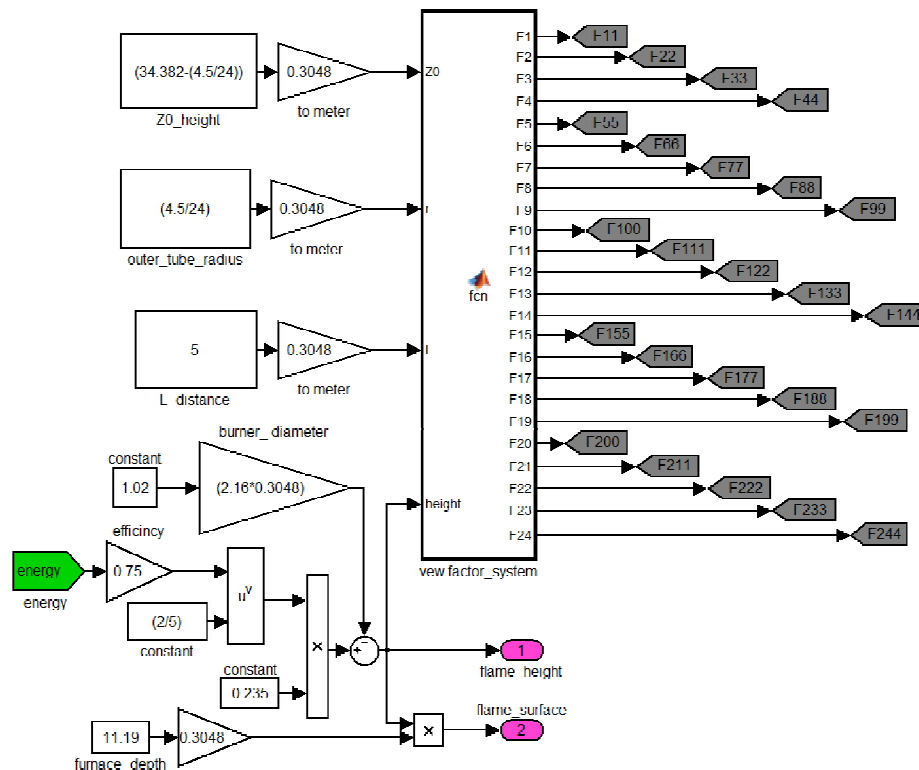 (34.382-(4.5/24))
Z0_height
0.3048
to meter
Z0
(4.5/24)
outer_tube_radius
0.3048
to meter
r
5
L_distance
0.3048
to meter
l
burner_diameter
constant
1.02
(2.16*0.3048)
height
efficincy
energy
energy
0.75
u^v
(2/5)
constant
×
constant
0.235
+
-
11.19
furnace_depth
0.3048
×
1
flame_height
flame_surface
2
fcn
vew factor_system
F1
F11
F2
F22
F3
F33
F4
F44
F5
F55
F6
F66
F7
F77
F8
F88
F9
F99
F10
F100
F11
F111
F12
F122
F13
F133
F14
F144
F15
F155
F16
F166
F17
F177
F18
F188
F19
F199
F20
F200
F21
F211
F22
F222
F23
F233
F24
F244